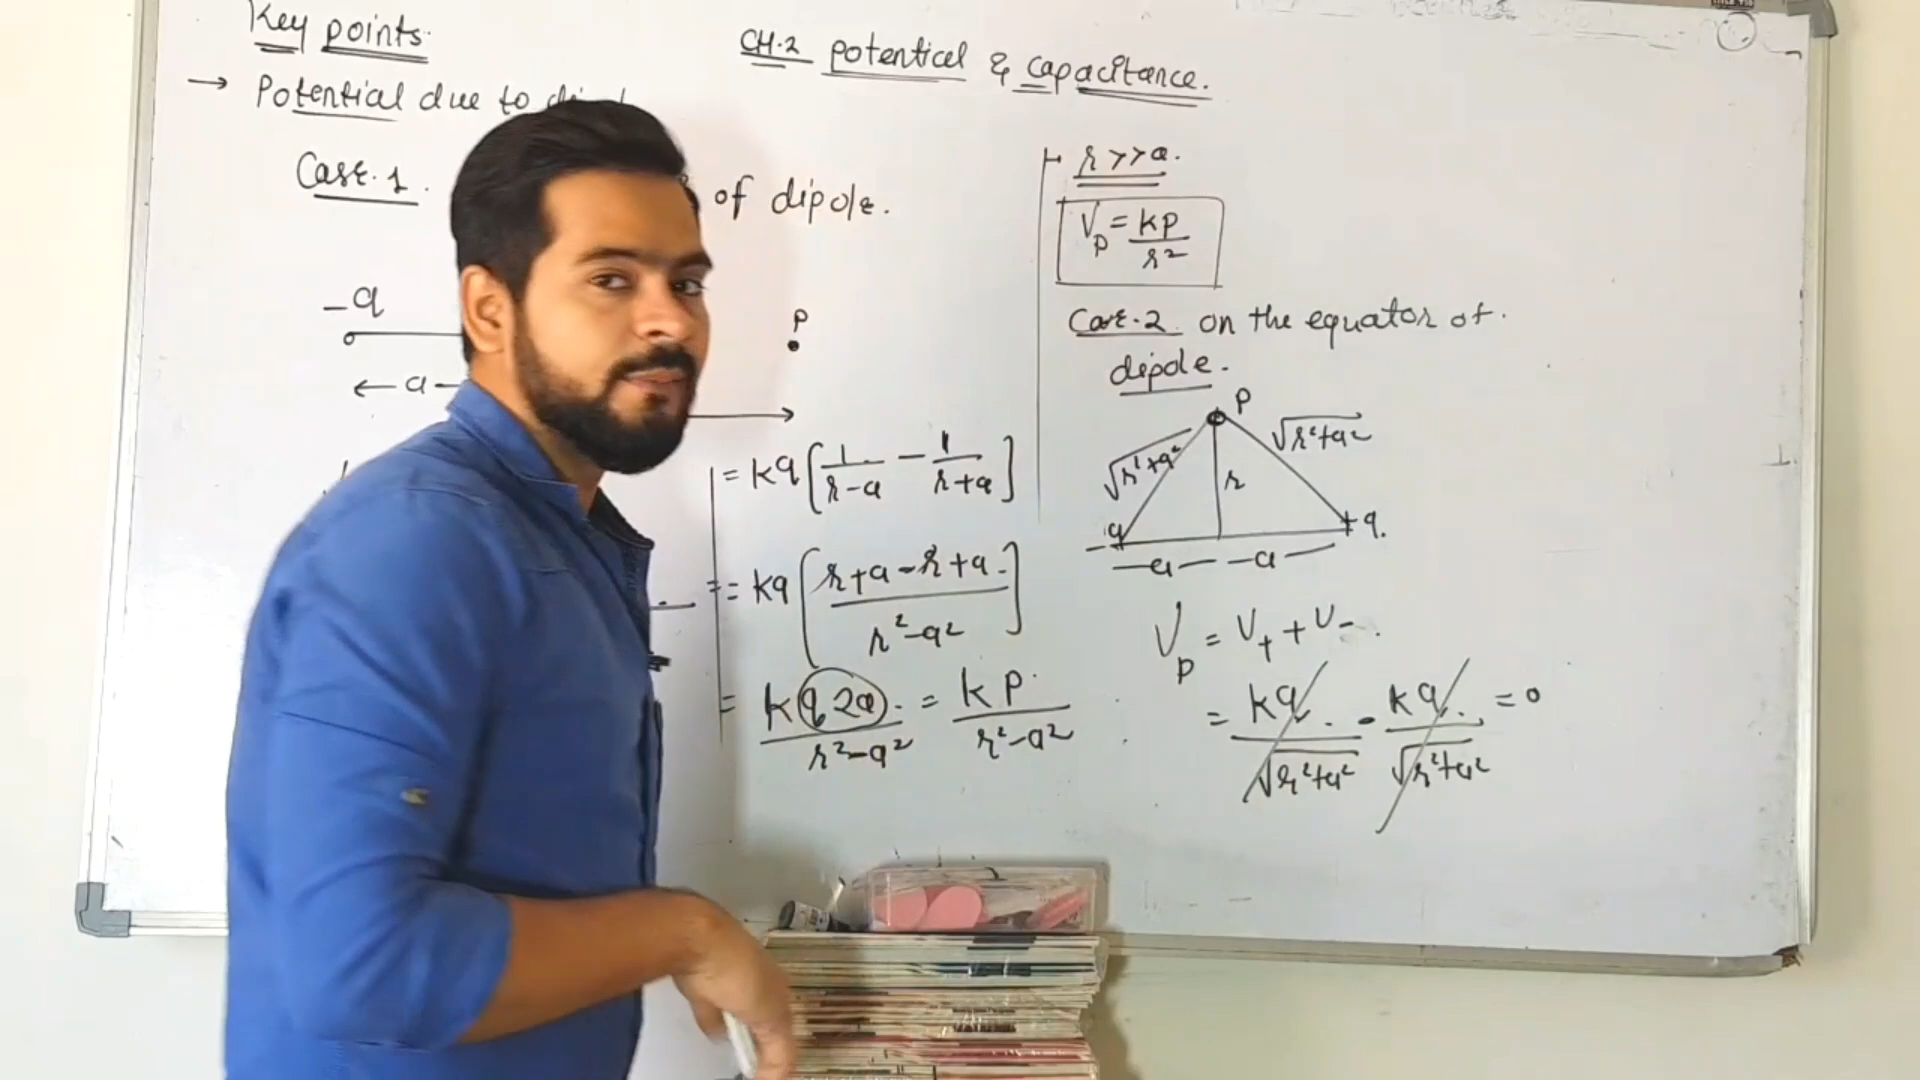 Key points.
CH.2 potential & capacitance.
→ Potential due to
Case.1. of dipole.
-q
P
← a -
= kq [1/r-a - 1/r+a]
= kq [r+a-r+a / r²-a²]
= kq2a / r²-a² = kp / r²-a²
r>>a.
Vp = kp / r²
Case.2. on the equator of.
dipole.
P
√r²+a² √r²+a²
r
-q +q.
a a
Vp = V+ + V-.
= kq / √r²+a² - kq / √r²+a² = 0